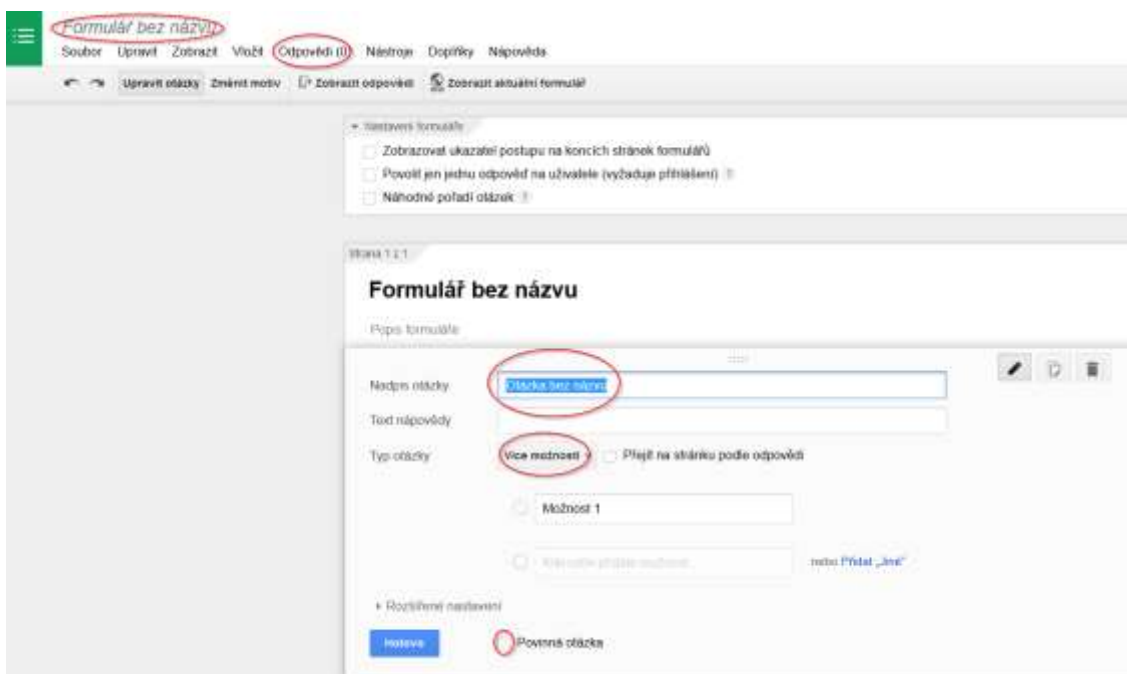 Formulář bez názvu
Soubor Upravit Zobrazit Vložit Odpovědi (0) Nástroje Doplňky Nápověda
Upravit otázky Změnit motiv Zobrazit odpovědi Zobrazit aktuální formulář
Nastavení formuláře
Zobrazovat ukazatel postupu na koncích stránek formulářů
Povolit jen jednu odpověď na uživatele (vyžaduje přihlášení) ?
Náhodné pořadí otázek ?
Strana 1 z 1
Formulář bez názvu
Popis formuláře
Nadpis otázky Otázka bez názvu
Text nápovědy
Typ otázky Více možností Přejít na stránku podle odpovědi
Možnost 1
nebo Přidat „Jiné"
Rozšířené nastavení
Hotovo Povinná otázka